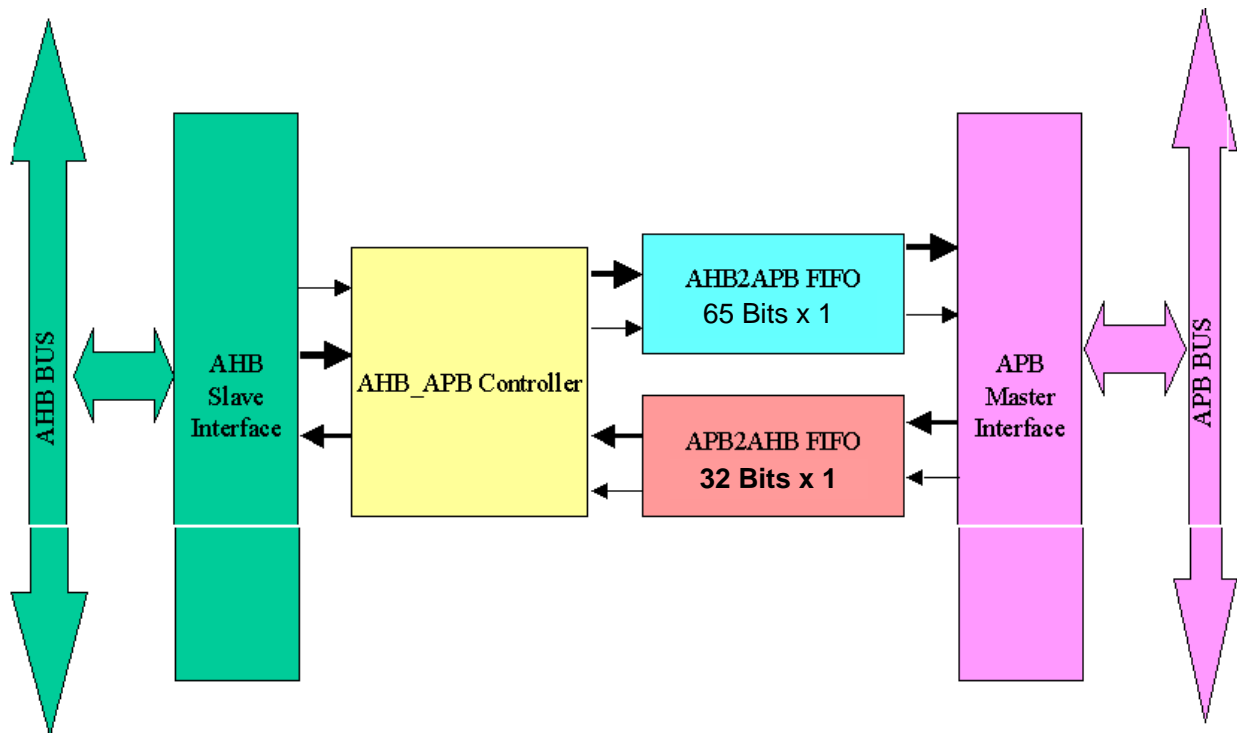 AHB BUS
AHB
Slave
Interface
AHB_APB Controller
AHB2APB FIFO
65 Bits x 1
APB2AHB FIFO
32 Bits x 1
APB
Master
Interface
APB BUS